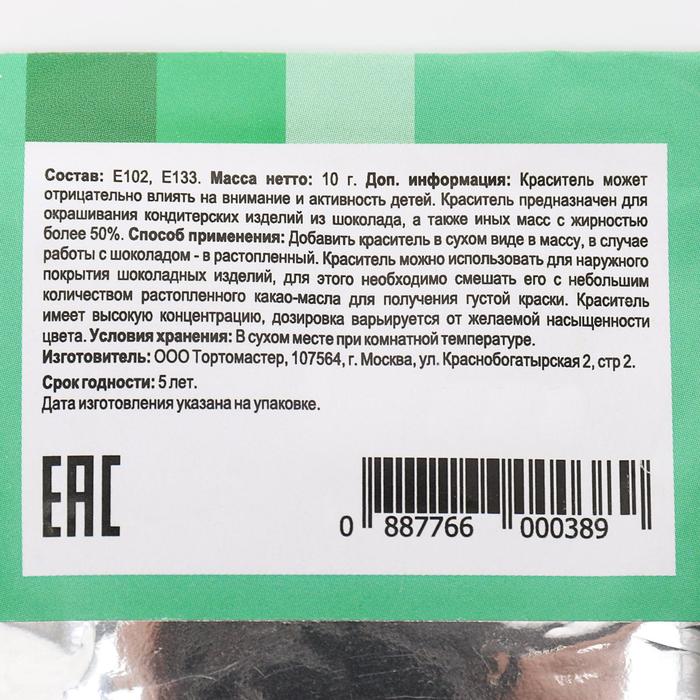 Состав: Е102, Е133. Масса нетто: 10 г. Доп. информация: Краситель может
отрицательно влиять на внимание и активность детей. Краситель предназначен для
окрашивания кондитерских изделий из шоколада, а также иных масс с жирностью
более 50%. Способ применения: Добавить краситель в сухом виде в массу, в случае
работы с шоколадом - в растопленный. Краситель можно использовать для наружного
покрытия шоколадных изделий, для этого необходимо смешать его с небольшим
количеством растопленного какао-масла для получения густой краски. Краситель
имеет высокую концентрацию, дозировка варьируется от желаемой насыщенности
цвета. Условия хранения: В сухом месте при комнатной температуре.
Изготовитель: ООО Тортомастер, 107564, г. Москва, ул. Краснобогатырская 2, стр 2.
Срок годности: 5 лет.
Дата изготовления указана на упаковке.
ЕАС
0 887766 000389